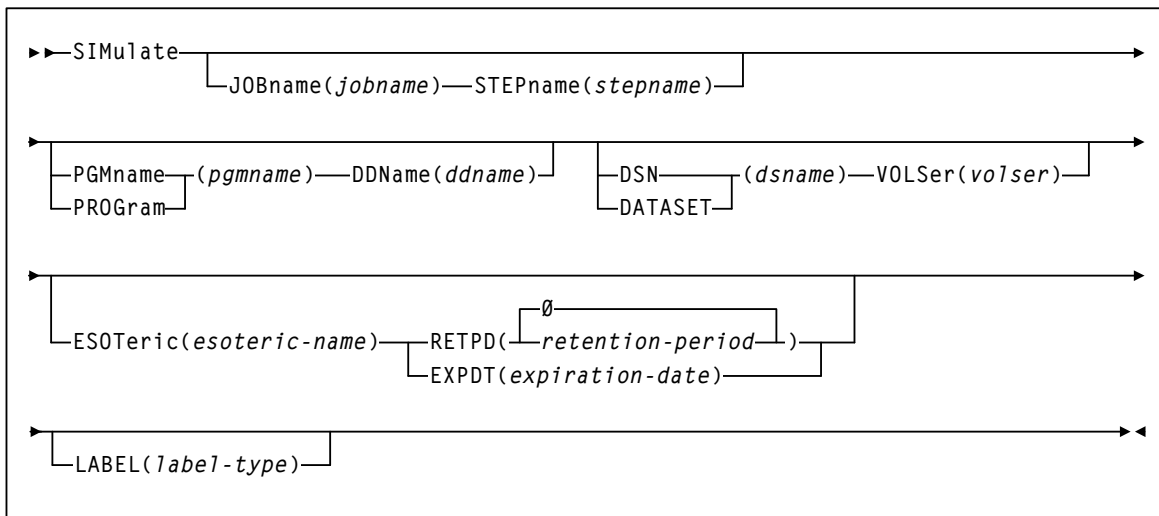 SIMulate
JOBname(jobname) STEPname(stepname)
PGMname (pgmname) DDName(ddname) DSN (dsname) VOLSer(volser)
PROGram DATASET
0
ESOTeric(esoteric-name) RETPD( retention-period )
EXPDT(expiration-date)
LABEL(label-type)